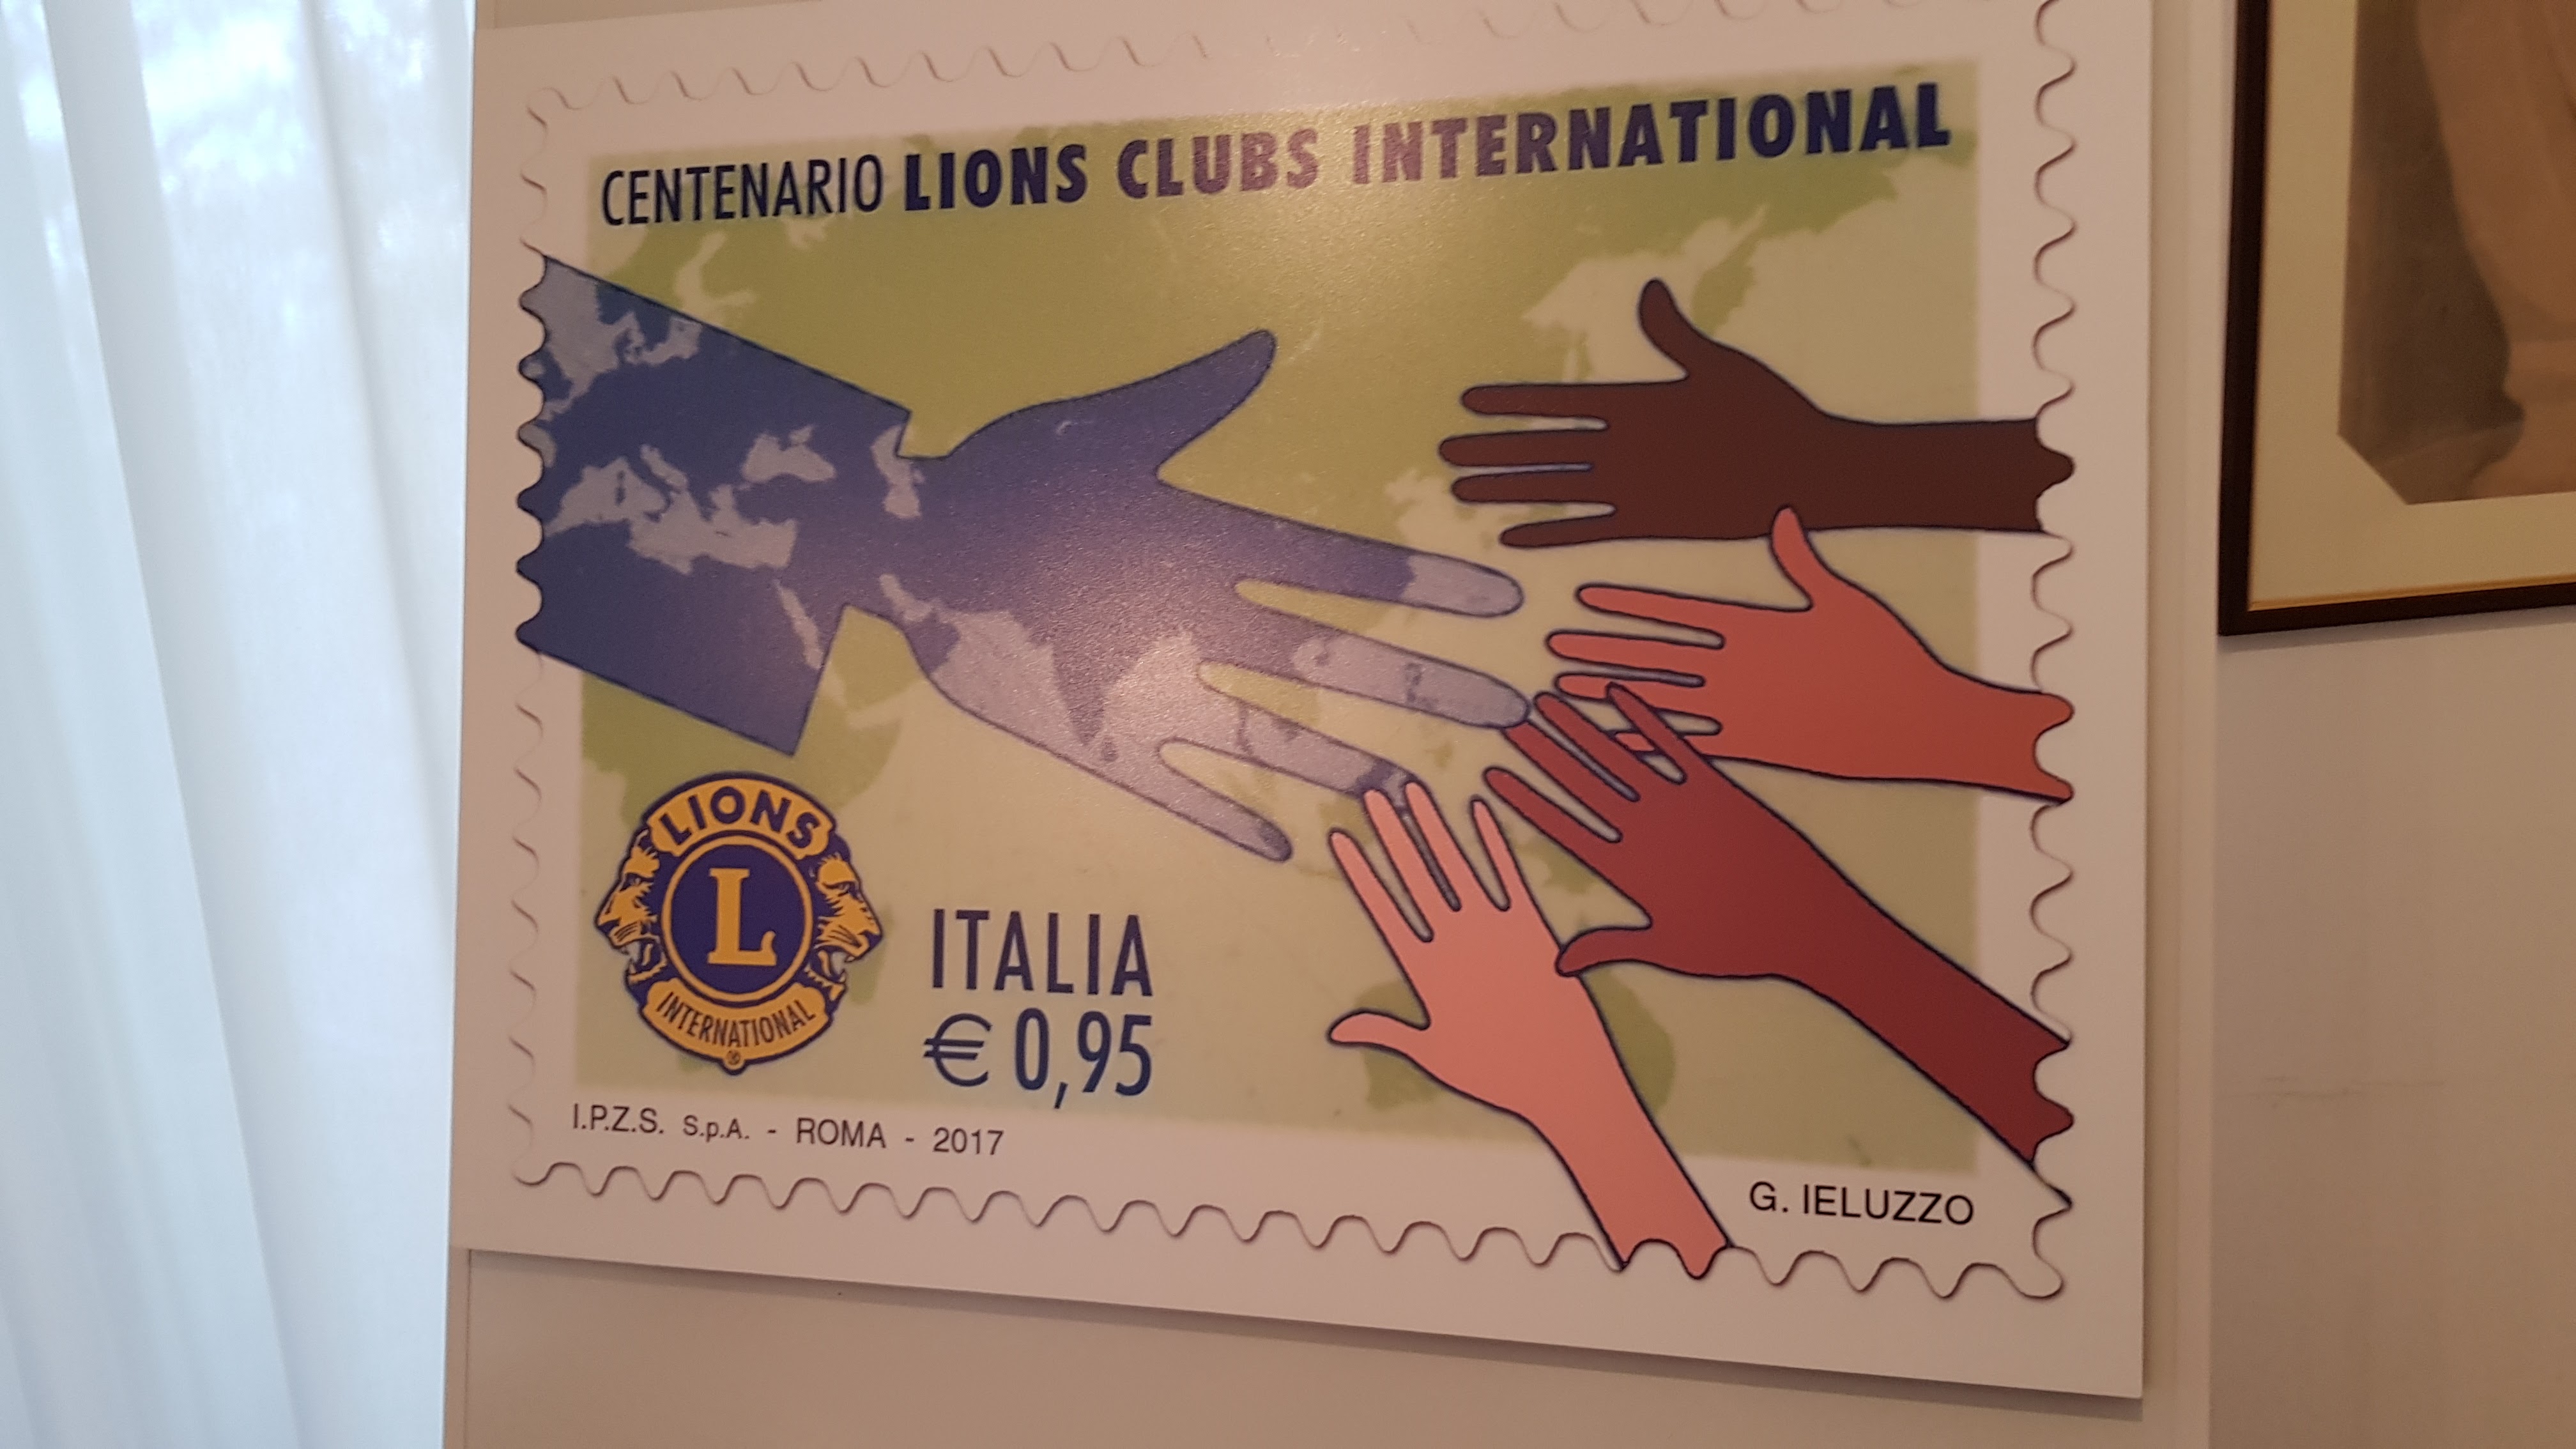 CENTENARIO LIONS CLUBS INTERNATIONAL
LIONS
L
INTERNATIONAL
®
ITALIA
€ 0,95
I.P.Z.S. S.p.A. - ROMA - 2017
G. IELUZZO